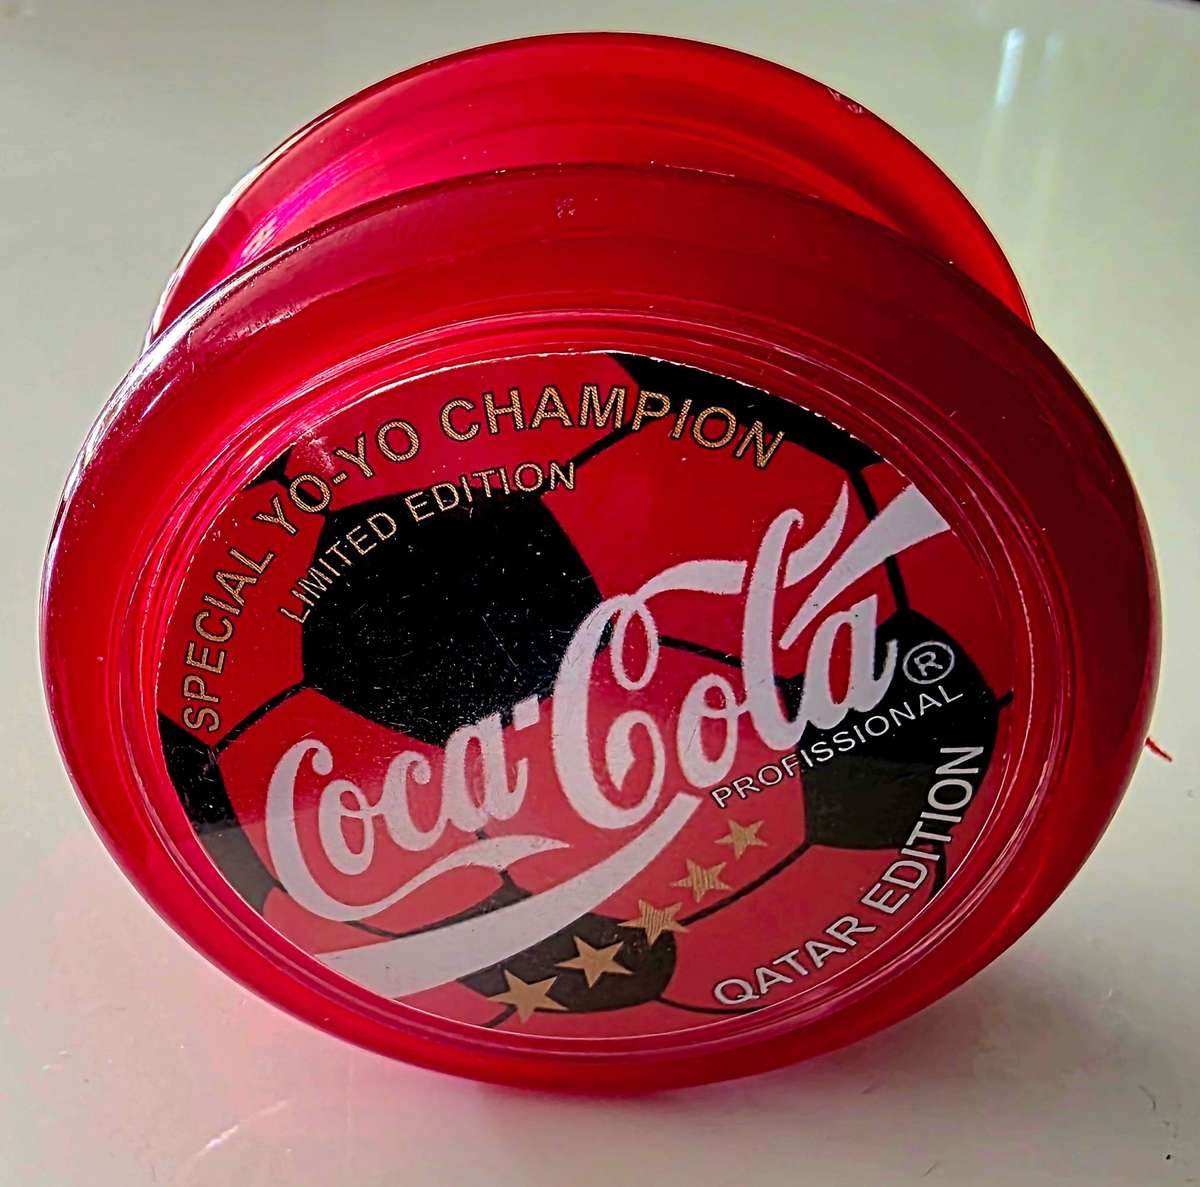 SPECIAL YO-YO CHAMPION
LIMITED EDITION
Coca-Cola®
PROFISSIONAL
QATAR EDITION